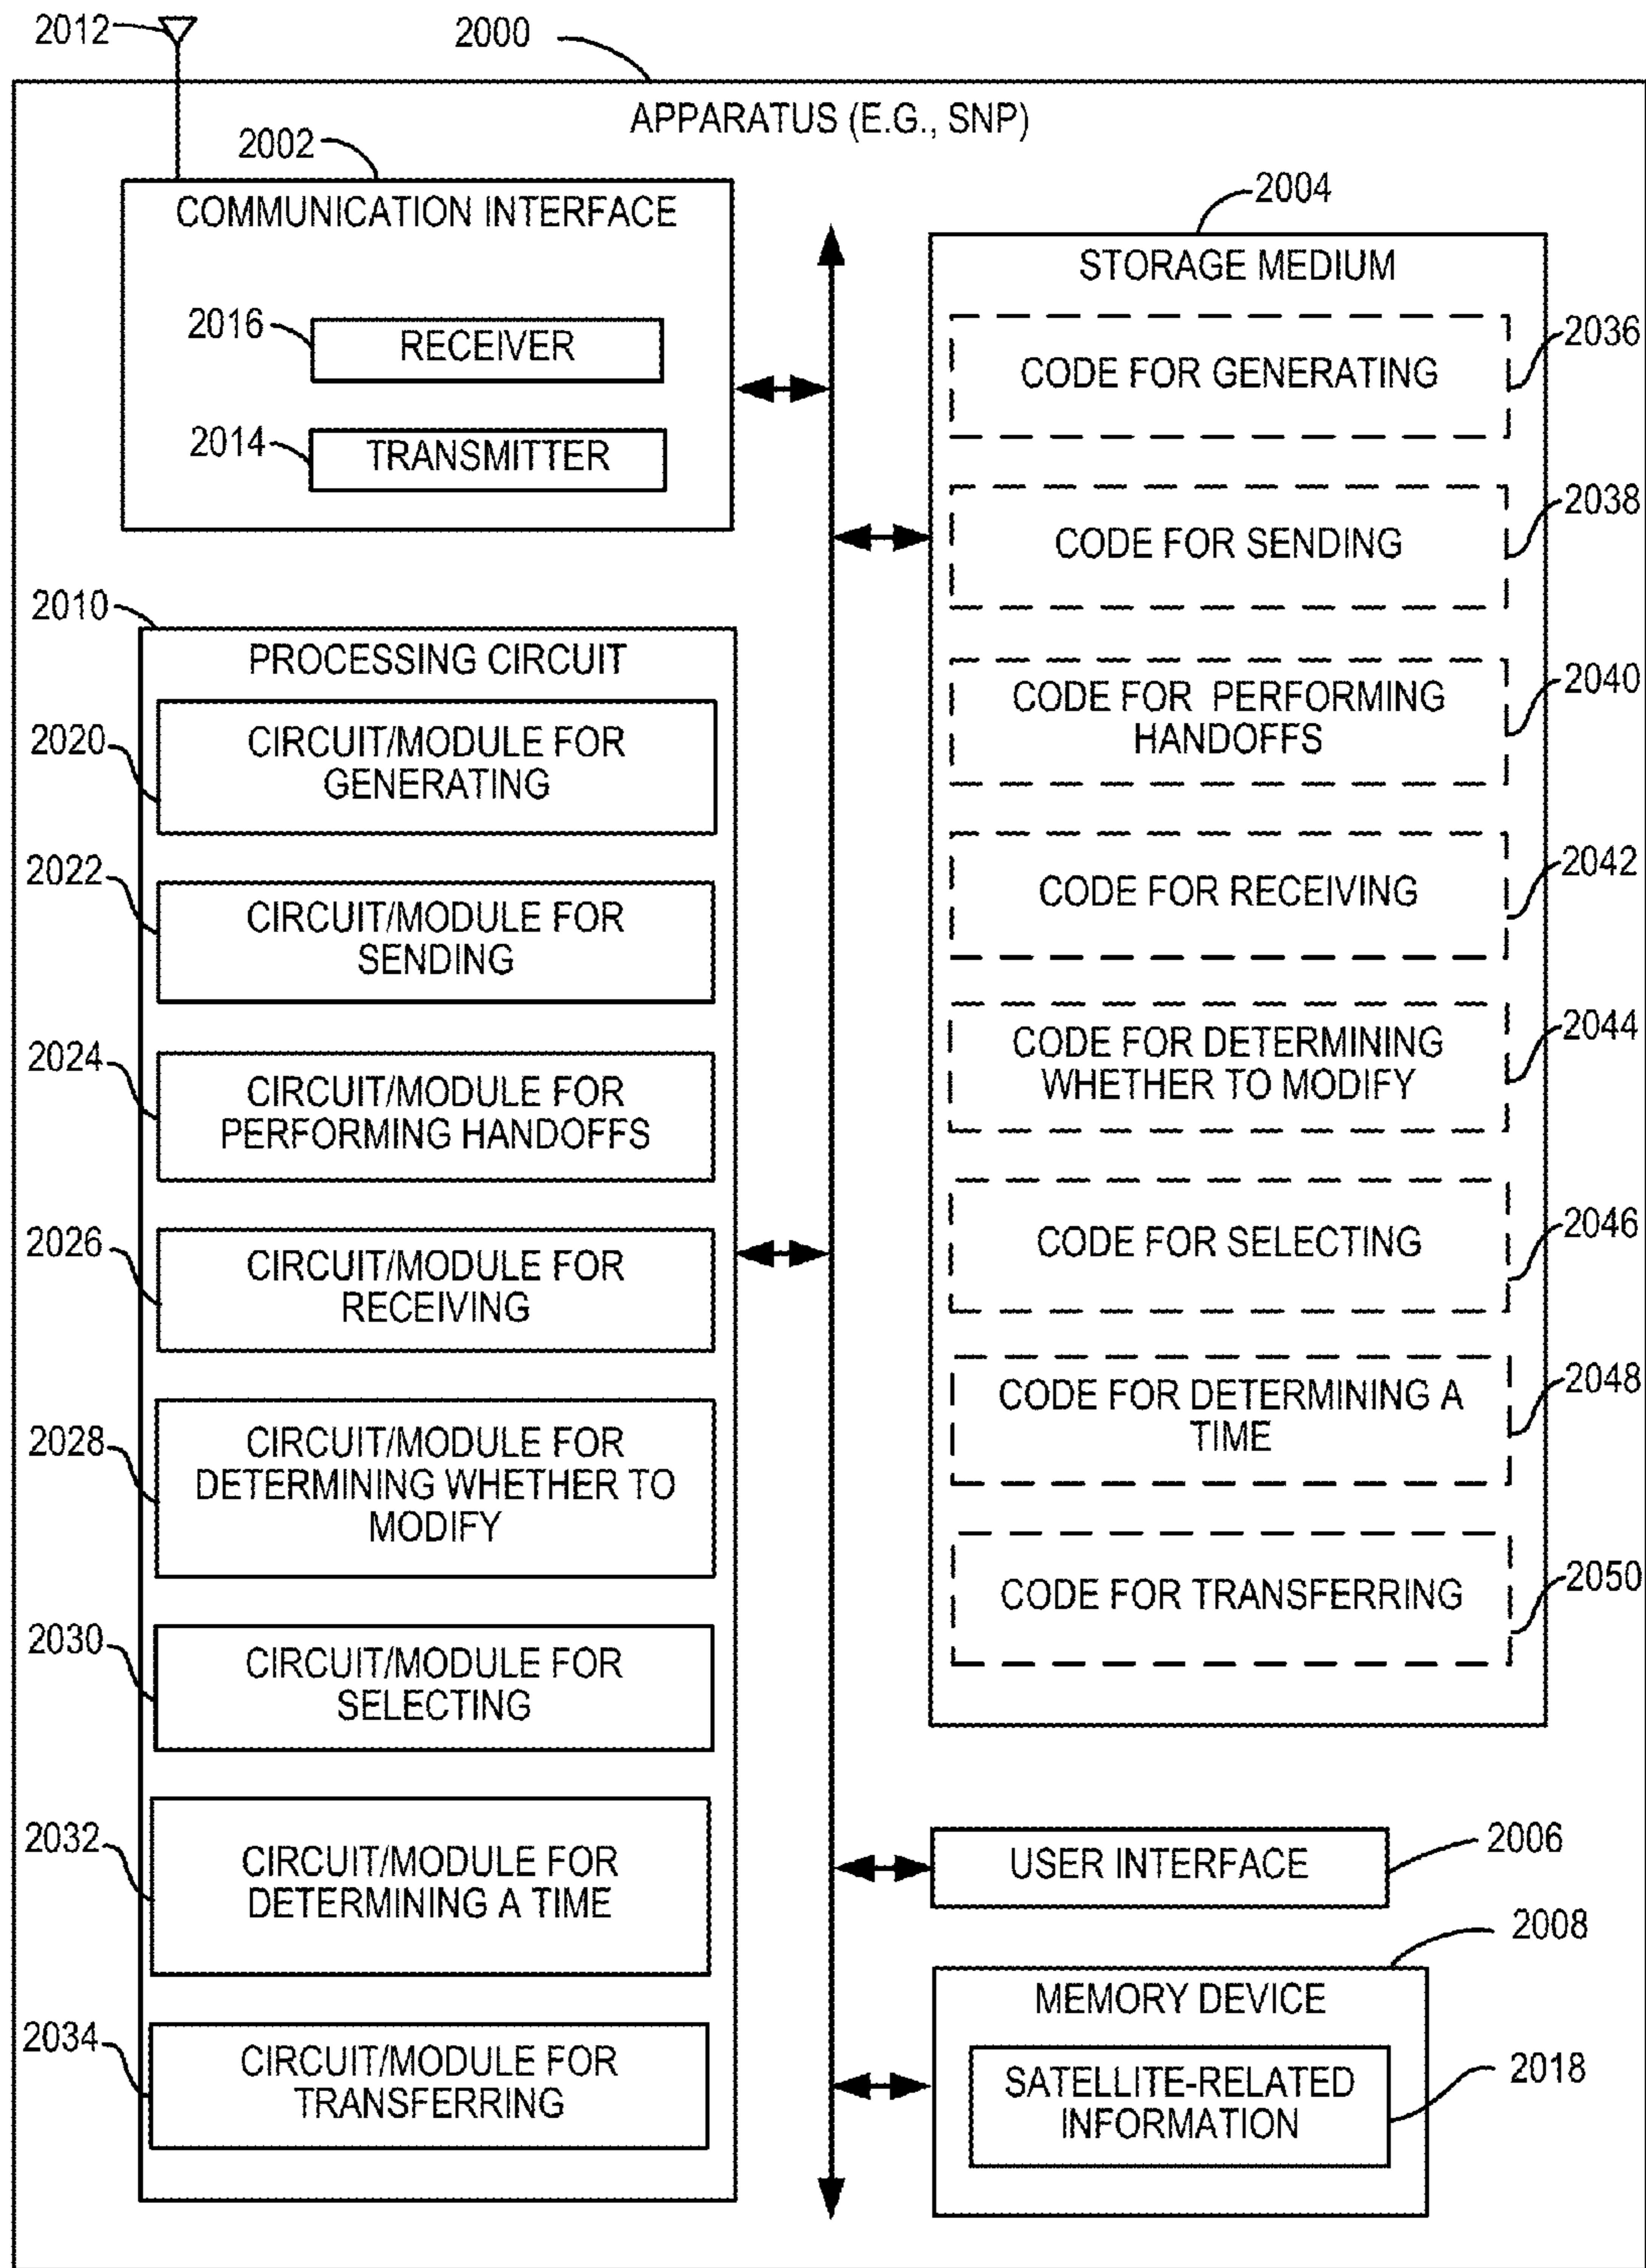 2012
2000
APPARATUS (E.G., SNP)
2002
COMMUNICATION INTERFACE
2016
RECEIVER
2014
TRANSMITTER
2010
PROCESSING CIRCUIT
2020
CIRCUIT/MODULE FOR
GENERATING
2022
CIRCUIT/MODULE FOR
SENDING
2024
CIRCUIT/MODULE FOR
PERFORMING HANDOFFS
2026
CIRCUIT/MODULE FOR
RECEIVING
2028
CIRCUIT/MODULE FOR
DETERMINING WHETHER TO
MODIFY
2030
CIRCUIT/MODULE FOR
SELECTING
2032
CIRCUIT/MODULE FOR
DETERMINING A TIME
2034
CIRCUIT/MODULE FOR
TRANSFERRING
2004
STORAGE MEDIUM
2036
CODE FOR GENERATING
2038
CODE FOR SENDING
2040
CODE FOR PERFORMING
HANDOFFS
2042
CODE FOR RECEIVING
2044
CODE FOR DETERMINING
WHETHER TO MODIFY
2046
CODE FOR SELECTING
2048
CODE FOR DETERMINING A
TIME
2050
CODE FOR TRANSFERRING
2006
USER INTERFACE
2008
MEMORY DEVICE
2018
SATELLITE-RELATED
INFORMATION